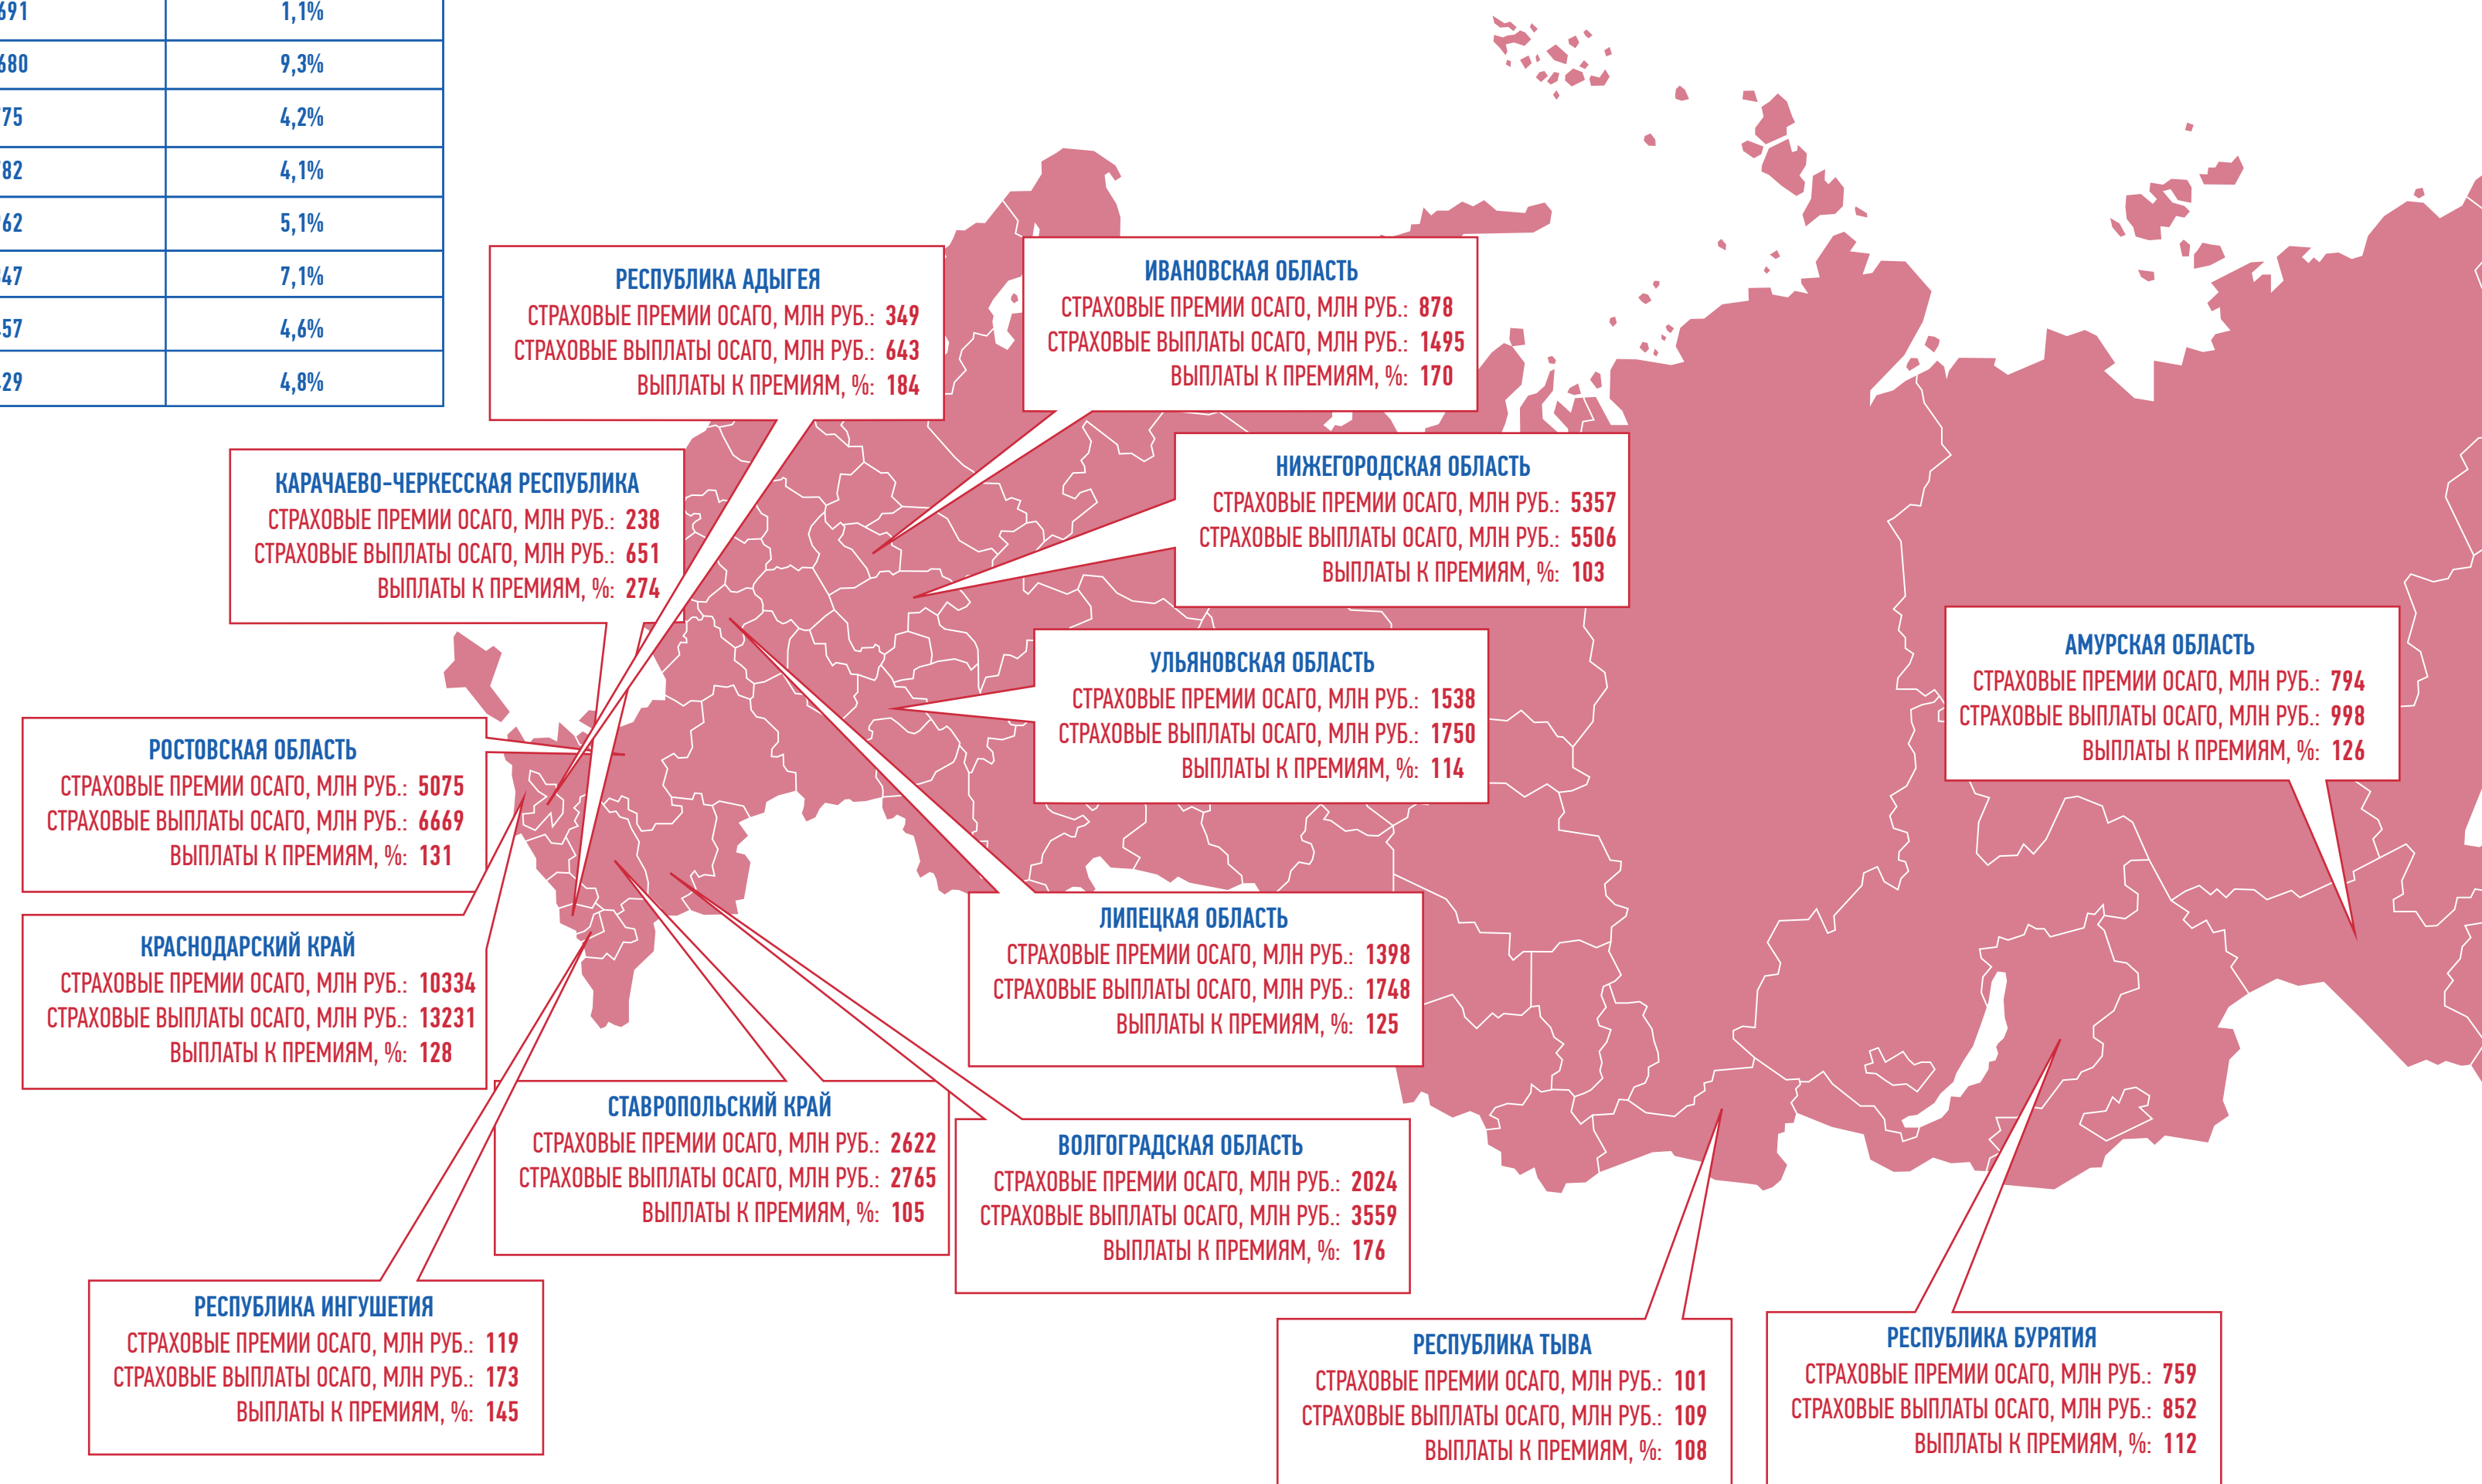 691 1,1%
680 9,3%
75 4,2%
782 4,1%
962 5,1%
347 7,1%
457 4,6%
429 4,8%
РЕСПУБЛИКА АДЫГЕЯ
СТРАХОВЫЕ ПРЕМИИ ОСАГО, МЛН РУБ.: 349
СТРАХОВЫЕ ВЫПЛАТЫ ОСАГО, МЛН РУБ.: 643
ВЫПЛАТЫ К ПРЕМИЯМ, %: 184
ИВАНОВСКАЯ ОБЛАСТЬ
СТРАХОВЫЕ ПРЕМИИ ОСАГО, МЛН РУБ.: 878
СТРАХОВЫЕ ВЫПЛАТЫ ОСАГО, МЛН РУБ.: 1495
ВЫПЛАТЫ К ПРЕМИЯМ, %: 170
КАРАЧАЕВО-ЧЕРКЕССКАЯ РЕСПУБЛИКА
СТРАХОВЫЕ ПРЕМИИ ОСАГО, МЛН РУБ.: 238
СТРАХОВЫЕ ВЫПЛАТЫ ОСАГО, МЛН РУБ.: 651
ВЫПЛАТЫ К ПРЕМИЯМ, %: 274
НИЖЕГОРОДСКАЯ ОБЛАСТЬ
СТРАХОВЫЕ ПРЕМИИ ОСАГО, МЛН РУБ.: 5357
СТРАХОВЫЕ ВЫПЛАТЫ ОСАГО, МЛН РУБ.: 5506
ВЫПЛАТЫ К ПРЕМИЯМ, %: 103
УЛЬЯНОВСКАЯ ОБЛАСТЬ
СТРАХОВЫЕ ПРЕМИИ ОСАГО, МЛН РУБ.: 1538
СТРАХОВЫЕ ВЫПЛАТЫ ОСАГО, МЛН РУБ.: 1750
ВЫПЛАТЫ К ПРЕМИЯМ, %: 114
АМУРСКАЯ ОБЛАСТЬ
СТРАХОВЫЕ ПРЕМИИ ОСАГО, МЛН РУБ.: 794
СТРАХОВЫЕ ВЫПЛАТЫ ОСАГО, МЛН РУБ.: 998
ВЫПЛАТЫ К ПРЕМИЯМ, %: 126
РОСТОВСКАЯ ОБЛАСТЬ
СТРАХОВЫЕ ПРЕМИИ ОСАГО, МЛН РУБ.: 5075
СТРАХОВЫЕ ВЫПЛАТЫ ОСАГО, МЛН РУБ.: 6669
ВЫПЛАТЫ К ПРЕМИЯМ, %: 131
ЛИПЕЦКАЯ ОБЛАСТЬ
СТРАХОВЫЕ ПРЕМИИ ОСАГО, МЛН РУБ.: 1398
СТРАХОВЫЕ ВЫПЛАТЫ ОСАГО, МЛН РУБ.: 1748
ВЫПЛАТЫ К ПРЕМИЯМ, %: 125
КРАСНОДАРСКИЙ КРАЙ
СТРАХОВЫЕ ПРЕМИИ ОСАГО, МЛН РУБ.: 10334
СТРАХОВЫЕ ВЫПЛАТЫ ОСАГО, МЛН РУБ.: 13231
ВЫПЛАТЫ К ПРЕМИЯМ, %: 128
СТАВРОПОЛЬСКИЙ КРАЙ
СТРАХОВЫЕ ПРЕМИИ ОСАГО, МЛН РУБ.: 2622
СТРАХОВЫЕ ВЫПЛАТЫ ОСАГО, МЛН РУБ.: 2765
ВЫПЛАТЫ К ПРЕМИЯМ, %: 105
ВОЛГОГРАДСКАЯ ОБЛАСТЬ
СТРАХОВЫЕ ПРЕМИИ ОСАГО, МЛН РУБ.: 2024
СТРАХОВЫЕ ВЫПЛАТЫ ОСАГО, МЛН РУБ.: 3559
ВЫПЛАТЫ К ПРЕМИЯМ, %: 176
РЕСПУБЛИКА ИНГУШЕТИЯ
СТРАХОВЫЕ ПРЕМИИ ОСАГО, МЛН РУБ.: 119
СТРАХОВЫЕ ВЫПЛАТЫ ОСАГО, МЛН РУБ.: 173
ВЫПЛАТЫ К ПРЕМИЯМ, %: 145
РЕСПУБЛИКА ТЫВА
СТРАХОВЫЕ ПРЕМИИ ОСАГО, МЛН РУБ.: 101
СТРАХОВЫЕ ВЫПЛАТЫ ОСАГО, МЛН РУБ.: 109
ВЫПЛАТЫ К ПРЕМИЯМ, %: 108
РЕСПУБЛИКА БУРЯТИЯ
СТРАХОВЫЕ ПРЕМИИ ОСАГО, МЛН РУБ.: 759
СТРАХОВЫЕ ВЫПЛАТЫ ОСАГО, МЛН РУБ.: 852
ВЫПЛАТЫ К ПРЕМИЯМ, %: 112